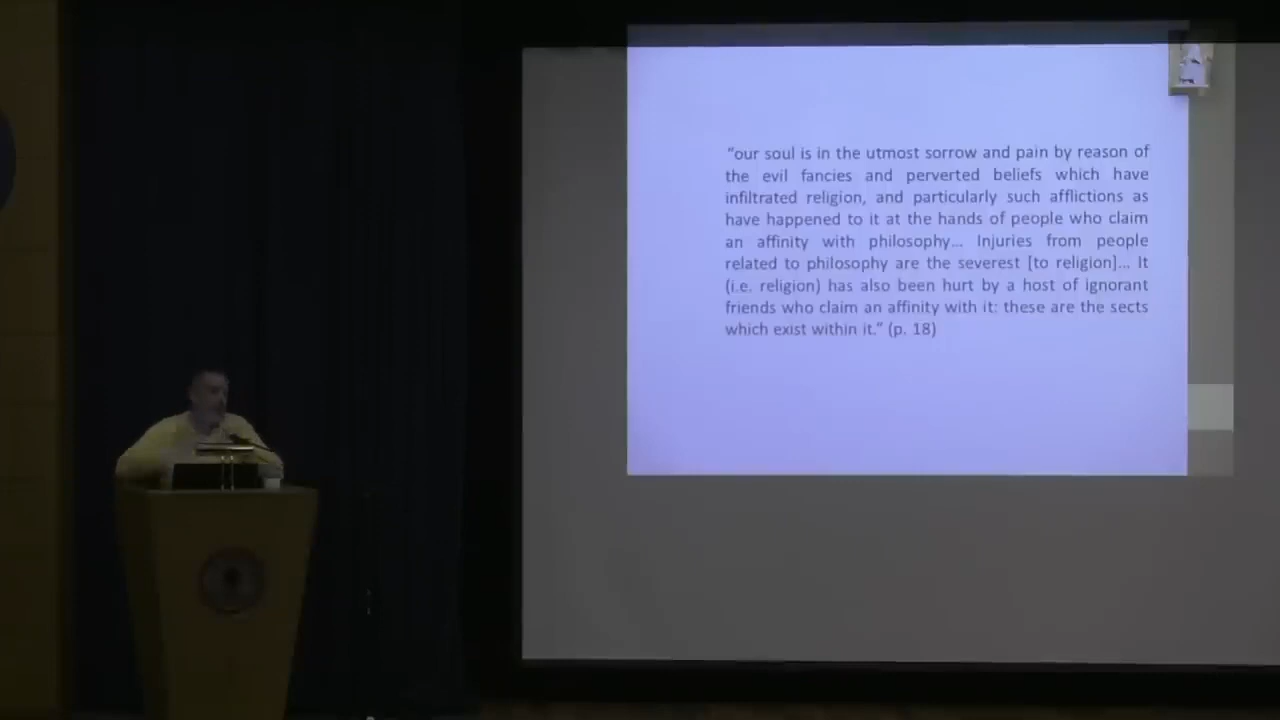 “our soul is in the utmost sorrow and pain by reason of
the evil fancies and perverted beliefs which have
infiltrated religion, and particularly such afflictions as
have happened to it at the hands of people who claim
an affinity with philosophy... Injuries from people
related to philosophy are the severest [to religion]... It
(i.e. religion) has also been hurt by a host of ignorant
friends who claim an affinity with it: these are the sects
which exist within it.” (p. 18)